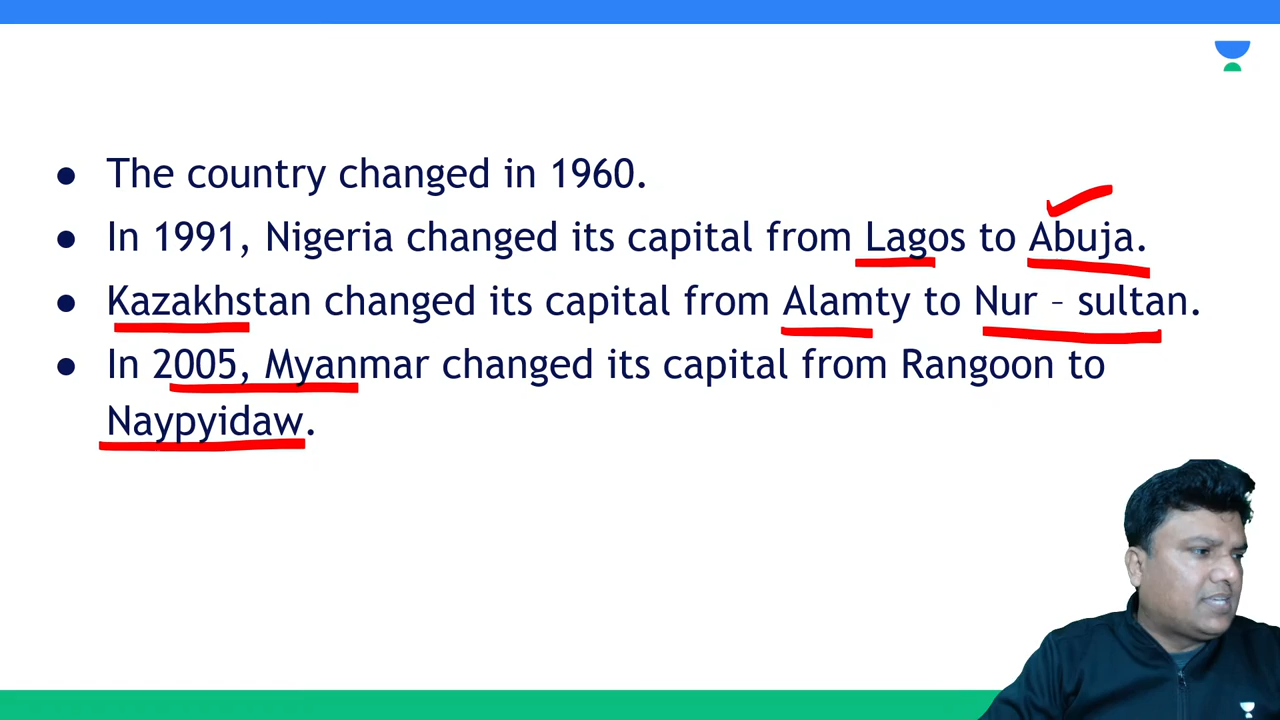 ● The country changed in 1960.
● In 1991, Nigeria changed its capital from Lagos to Abuja.
● Kazakhstan changed its capital from Alamty to Nur – sultan.
● In 2005, Myanmar changed its capital from Rangoon to
Naypyidaw.